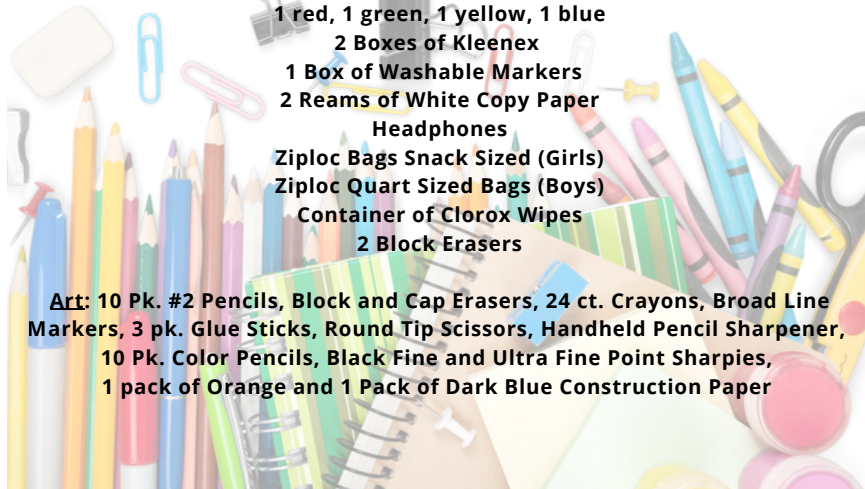 1 red, 1 green, 1 yellow, 1 blue
2 Boxes of Kleenex
1 Box of Washable Markers
2 Reams of White Copy Paper
Headphones
Ziploc Bags Snack Sized (Girls)
Ziploc Quart Sized Bags (Boys)
Container of Clorox Wipes
2 Block Erasers
Art: 10 Pk. #2 Pencils, Block and Cap Erasers, 24 ct. Crayons, Broad Line
Markers, 3 pk. Glue Sticks, Round Tip Scissors, Handheld Pencil Sharpener,
10 Pk. Color Pencils, Black Fine and Ultra Fine Point Sharpies,
1 pack of Orange and 1 Pack of Dark Blue Construction Paper